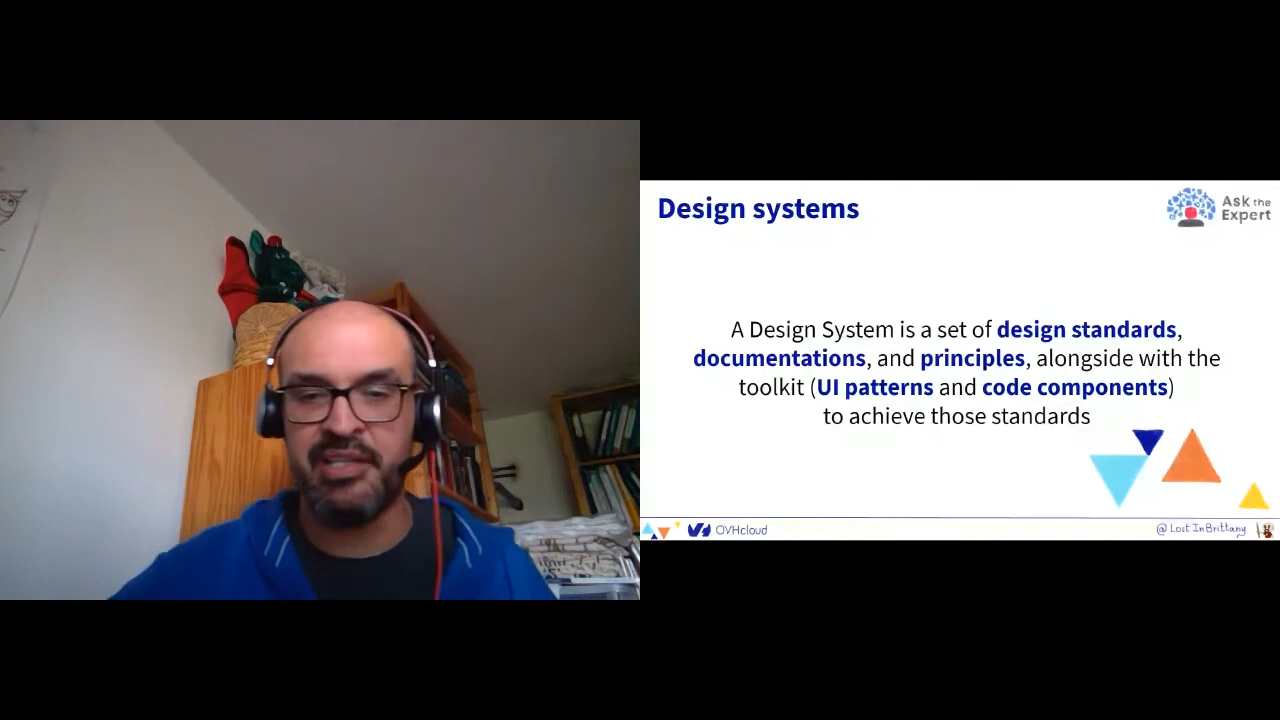 Design systems
Ask the
Expert
A Design System is a set of design standards,
documentations, and principles, alongside with the
toolkit (UI patterns and code components)
to achieve those standards
OVHcloud
@LostInBrittany